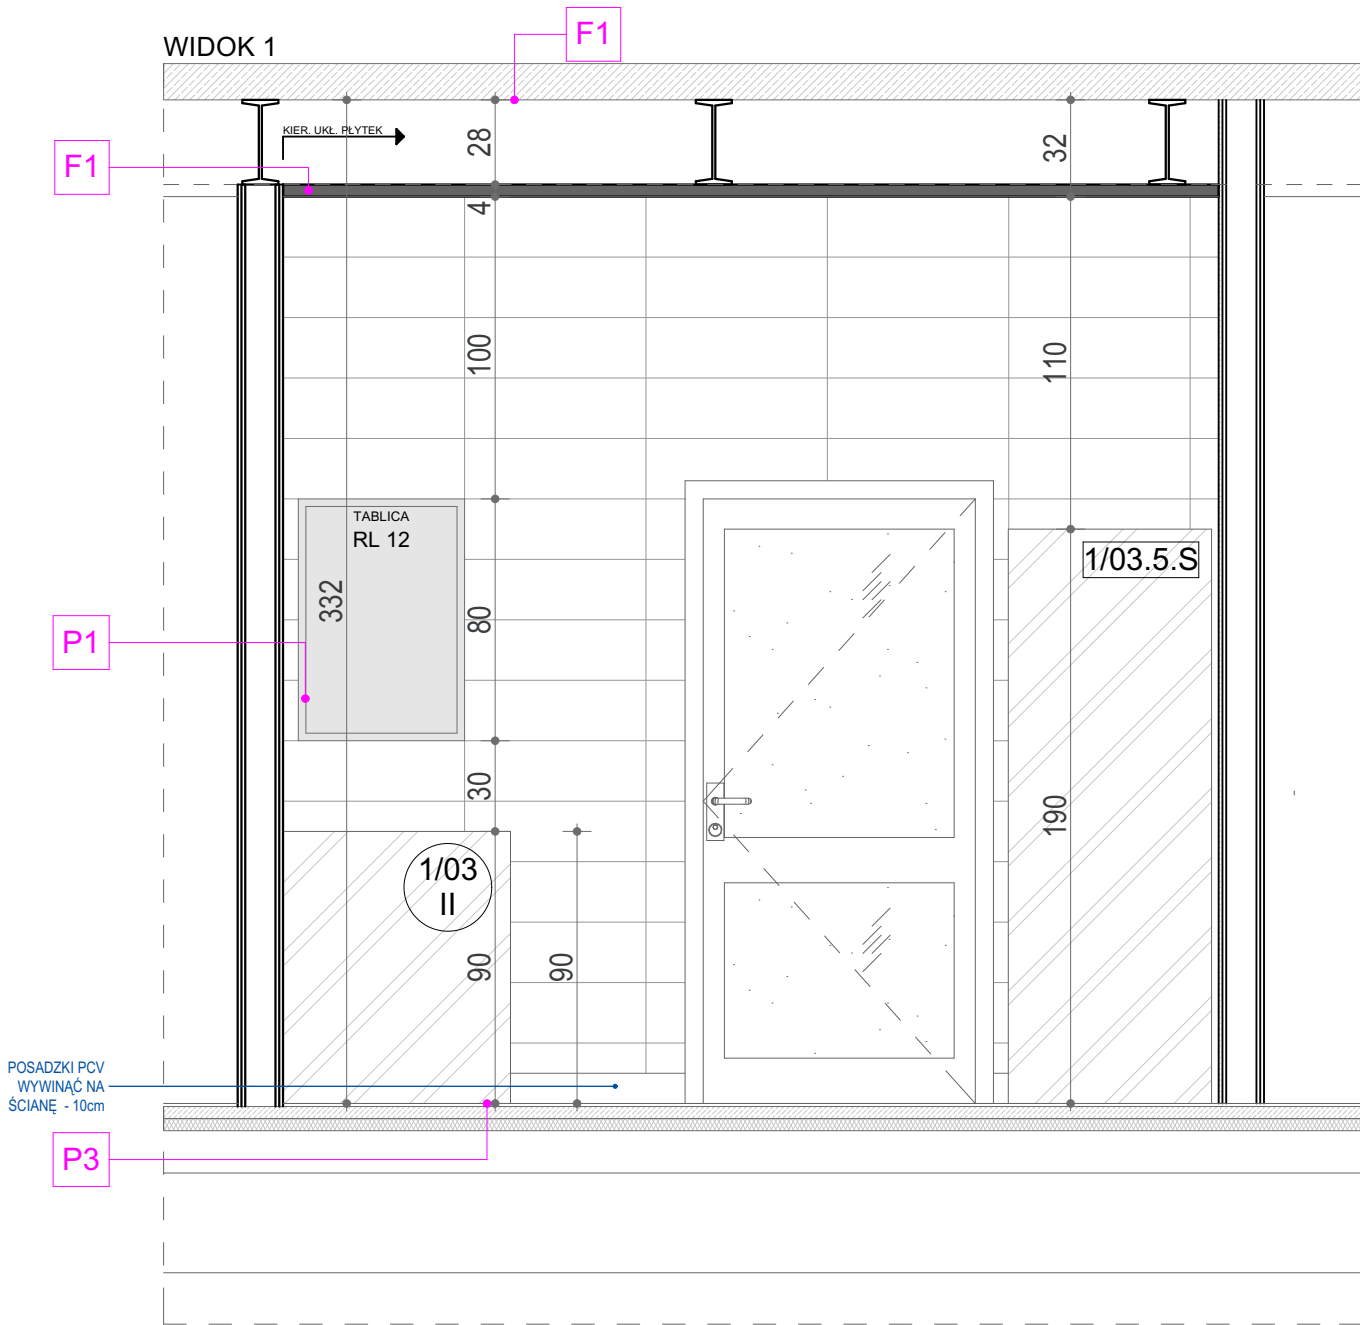 WIDOK 1
F1
KIER. UKŁ. PŁYTEK
28
32
F1
4
100
110
TABLICA
RL 12
1/03.5.S
332
80
P1
30
190
1/03
II
90
90
POSADZKI PCV
WYWINĄĆ NA
ŚCIANĘ - 10cm
P3